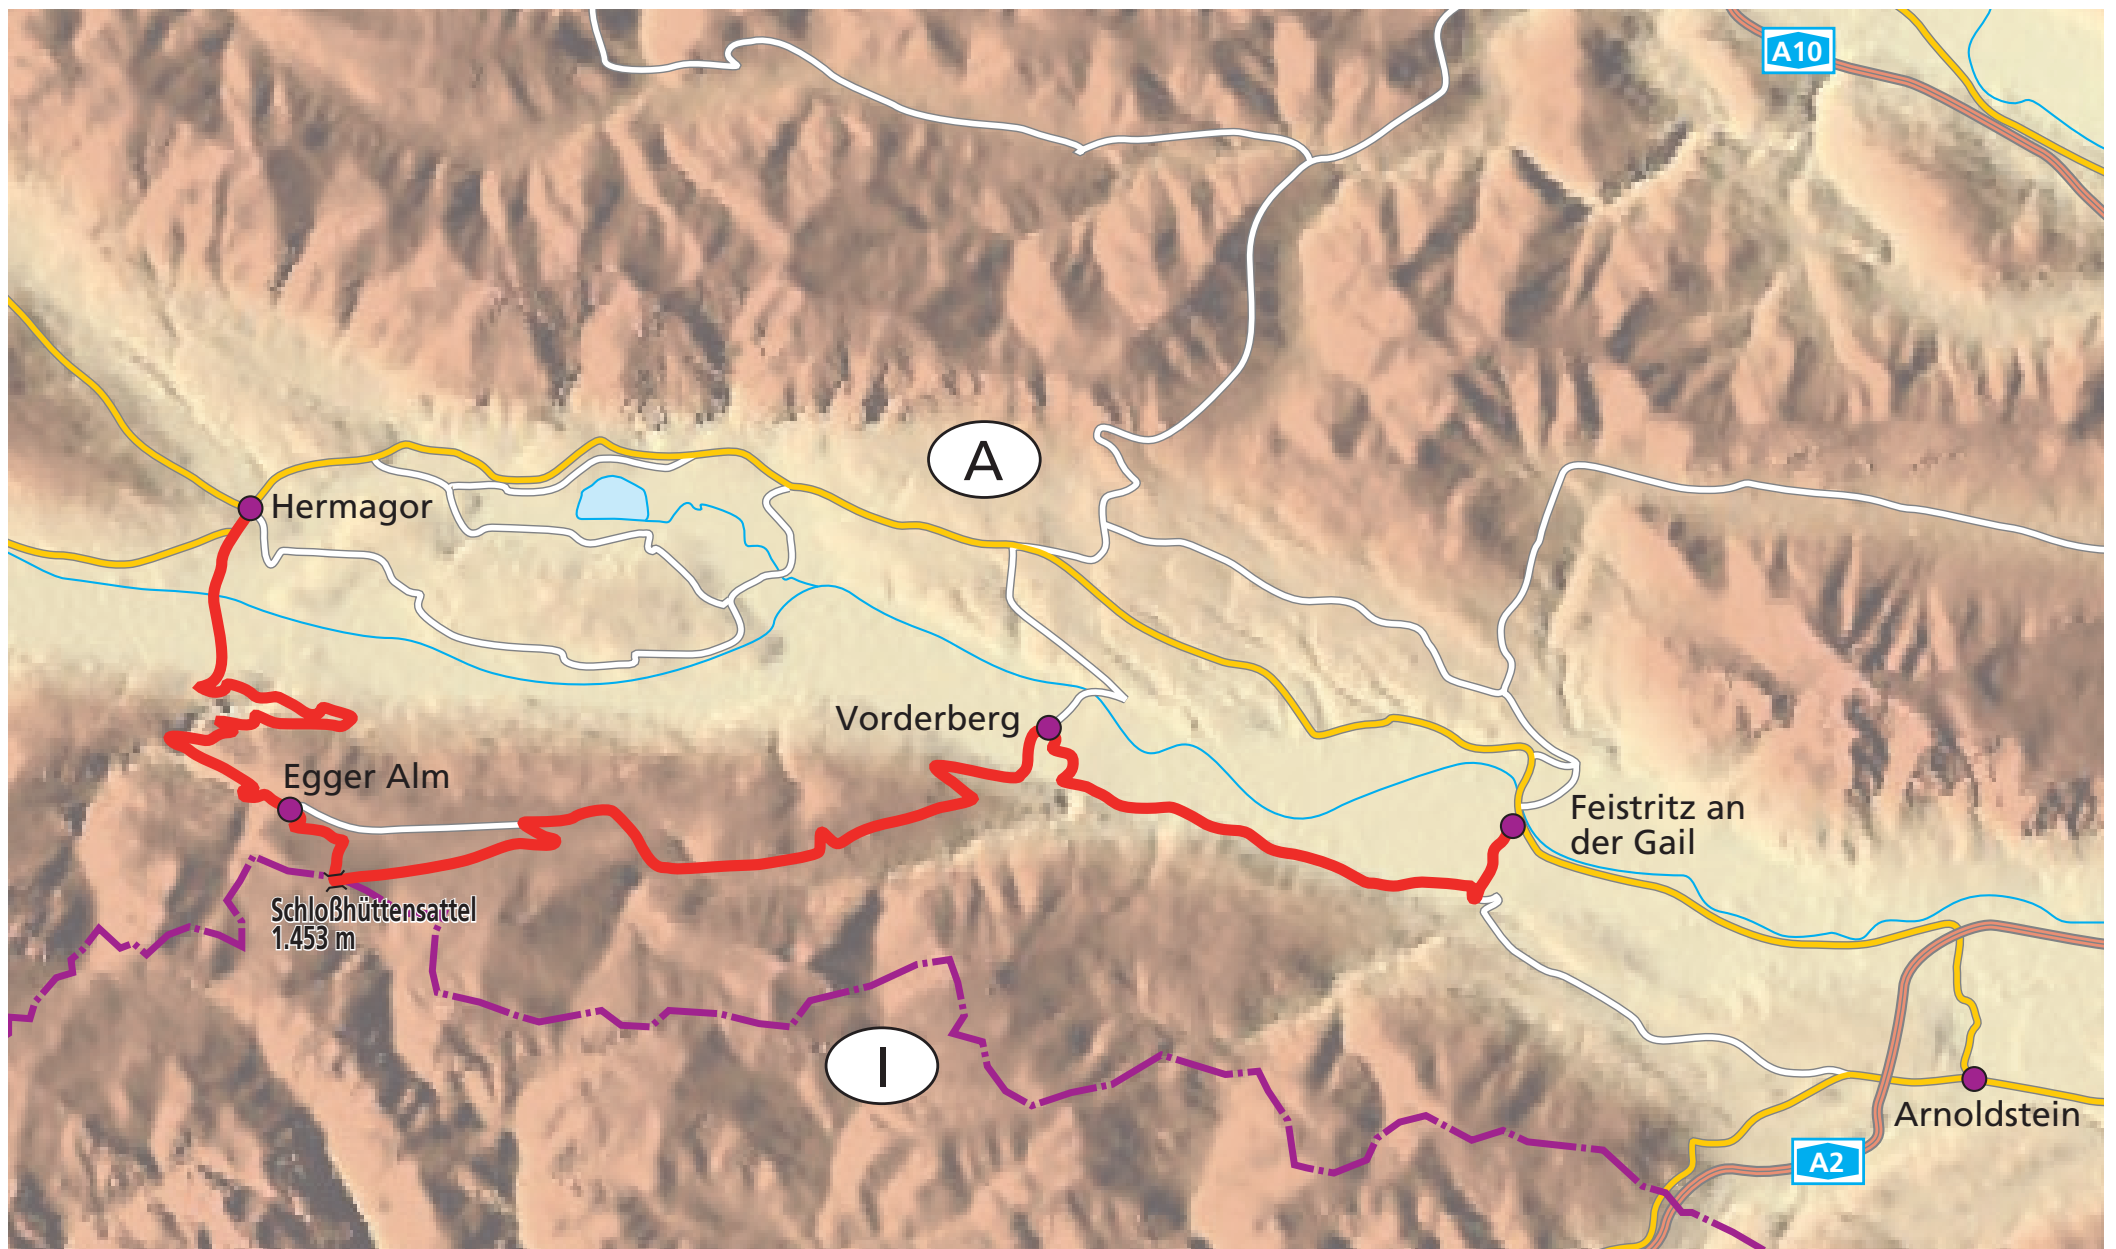 A10
A
Hermagor
Vorderberg
Egger Alm
Feistritz an
der Gail
Schloßhüttensattel
1.453 m
I
Arnoldstein
A2